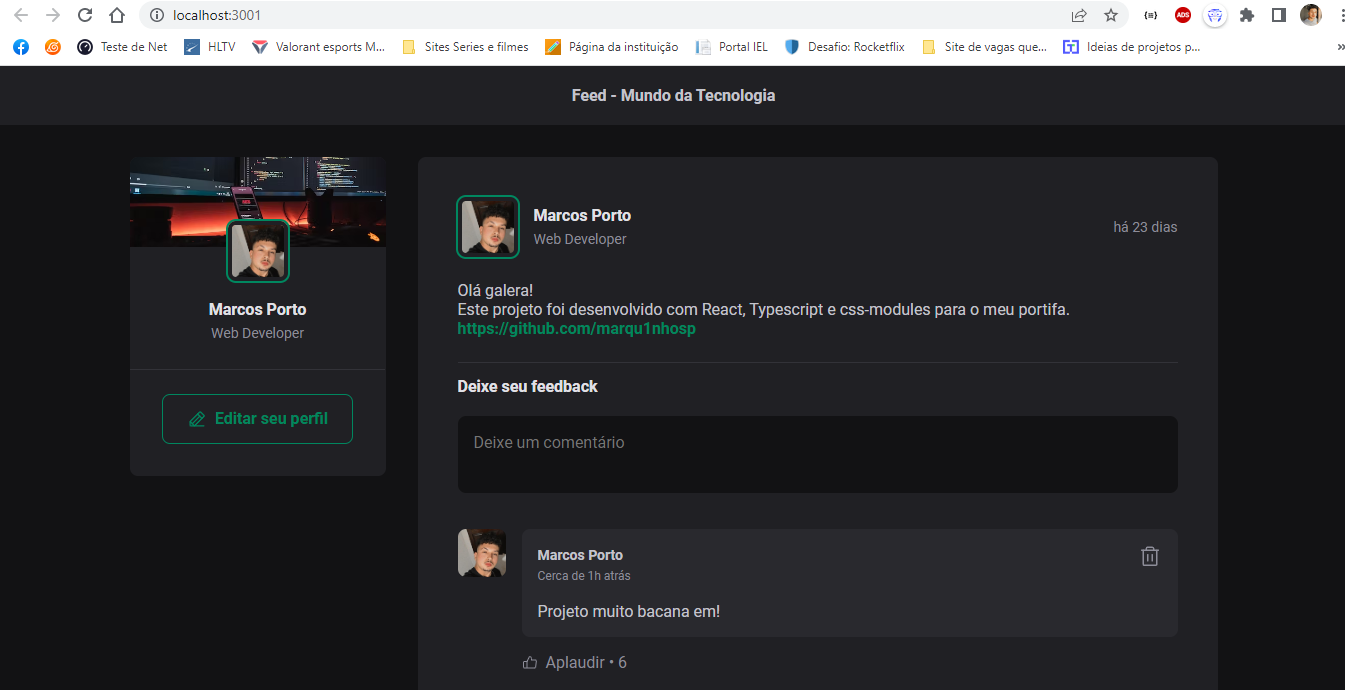 localhost:3001
Teste de Net
HLTV
Valorant esports M...
Sites Series e filmes
Página da instituição
Portal IEL
Desafio: Rocketflix
Site de vagas que...
Ideias de projetos p...
»
Feed - Mundo da Tecnologia
Marcos Porto
Web Developer
Editar seu perfil
Marcos Porto
Web Developer
há 23 dias
Olá galera!
Este projeto foi desenvolvido com React, Typescript e css-modules para o meu portifa.
https://github.com/marqu1nhosp
Deixe seu feedback
Deixe um comentário
Marcos Porto
Cerca de 1h atrás
Projeto muito bacana em!
Aplaudir • 6